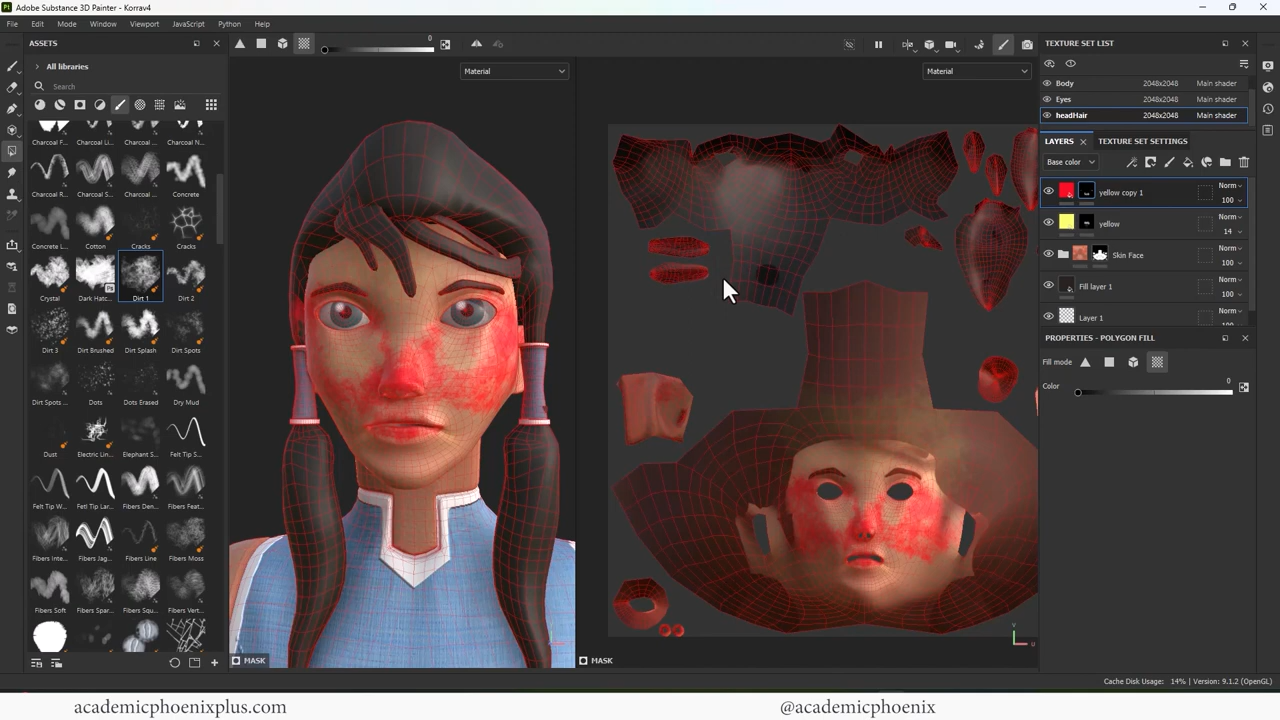 Adobe Substance 3D Painter - Korrav4
File Edit Mode Window Viewport JavaScript Python Help
ASSETS
All libraries
Search
Charcoal F... Charcoal Li... Charcoal ... Charcoal N...
Charcoal R... Charcoal S... Charcoal ... Concrete
Concrete L... Cotton Cracks Cracks
Crystal Dark Hatc... Dirt 1 Dirt 2
Dirt 3 Dirt Brushed Dirt Splash Dirt Spots
Dirt Spots ... Dots Dots Erased Dry Mud
Dust Electric Lin... Elephant S... Felt Tip S...
Felt Tip W... Fetl Tip Lar... Fibers Den... Fibers Feat...
Fibers Inte... Fibers Jag... Fibers Line Fibers Moss
Fibers Soft Fibers Spar... Fibers Squ... Fibers Vert...
0
Material
MASK
Material
MASK
V
U
TEXTURE SET LIST
Body 2048x2048 Main shader
Eyes 2048x2048 Main shader
headHair 2048x2048 Main shader
LAYERS TEXTURE SET SETTINGS
Base color
yellow copy 1 Norm 100
yellow Norm 14
Skin Face Norm 100
Fill layer 1 Norm 100
Layer 1 Norm 100
PROPERTIES - POLYGON FILL
Fill mode
Color 0
Cache Disk Usage: 14% | Version: 9.1.2 (OpenGL)
academicphoenixplus.com @academicphoenix